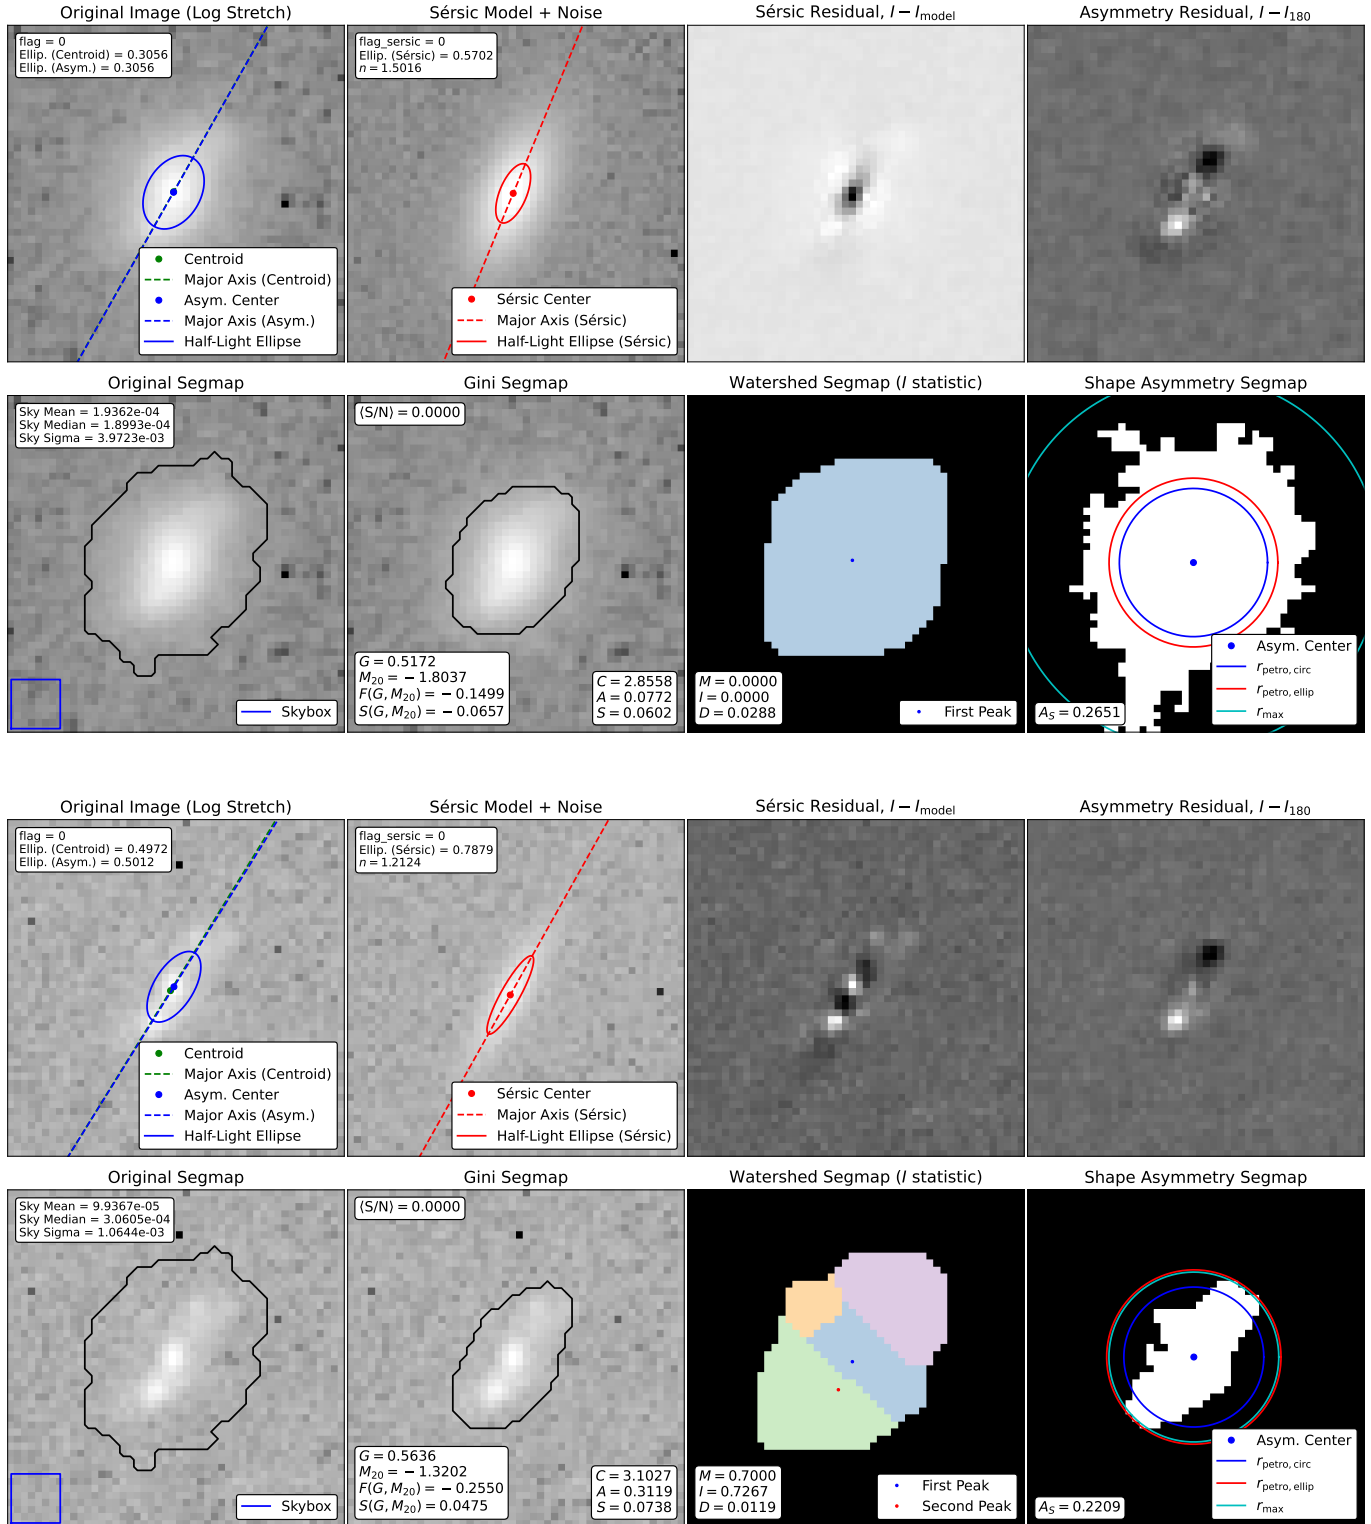 Original Image (Log Stretch)
flag = 0
Ellip. (Centroid) = 0.3056
Ellip. (Asym.) = 0.3056
Centroid
Major Axis (Centroid)
Asym. Center
Major Axis (Asym.)
Half-Light Ellipse
Sérsic Model + Noise
flag_sersic = 0
Ellip. (Sérsic) = 0.5702
n = 1.5016
Sérsic Center
Major Axis (Sérsic)
Half-Light Ellipse (Sérsic)
Sérsic Residual, I − I_model
Asymmetry Residual, I − I_180
Original Segmap
Sky Mean = 1.9362e-04
Sky Median = 1.8993e-04
Sky Sigma = 3.9723e-03
Skybox
Gini Segmap
⟨S/N⟩ = 0.0000
G = 0.5172
M_20 = −1.8037
F(G, M_20) = −0.1499
S(G, M_20) = −0.0657
C = 2.8558
A = 0.0772
S = 0.0602
Watershed Segmap (I statistic)
M = 0.0000
I = 0.0000
D = 0.0288
First Peak
Shape Asymmetry Segmap
A_S = 0.2651
Asym. Center
r_petro, circ
r_petro, ellip
r_max
Original Image (Log Stretch)
flag = 0
Ellip. (Centroid) = 0.4972
Ellip. (Asym.) = 0.5012
Centroid
Major Axis (Centroid)
Asym. Center
Major Axis (Asym.)
Half-Light Ellipse
Sérsic Model + Noise
flag_sersic = 0
Ellip. (Sérsic) = 0.7879
n = 1.2124
Sérsic Center
Major Axis (Sérsic)
Half-Light Ellipse (Sérsic)
Sérsic Residual, I − I_model
Asymmetry Residual, I − I_180
Original Segmap
Sky Mean = 9.9367e-05
Sky Median = 3.0605e-04
Sky Sigma = 1.0644e-03
Skybox
Gini Segmap
⟨S/N⟩ = 0.0000
G = 0.5636
M_20 = −1.3202
F(G, M_20) = −0.2550
S(G, M_20) = 0.0475
C = 3.1027
A = 0.3119
S = 0.0738
Watershed Segmap (I statistic)
M = 0.7000
I = 0.7267
D = 0.0119
First Peak
Second Peak
Shape Asymmetry Segmap
A_S = 0.2209
Asym. Center
r_petro, circ
r_petro, ellip
r_max